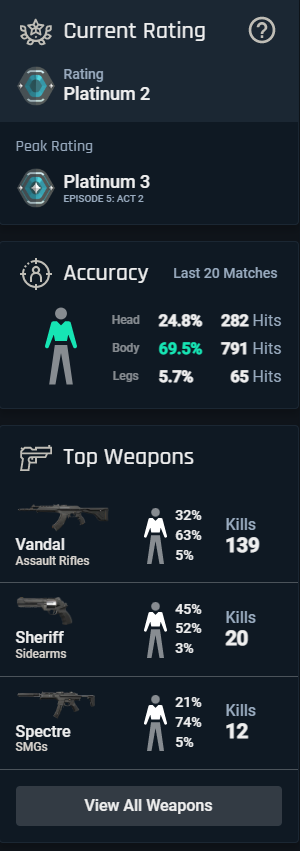 Current Rating
?
Rating
Platinum 2
Peak Rating
Platinum 3
EPISODE 5: ACT 2
Accuracy Last 20 Matches
Head 24.8% 282 Hits
Body 69.5% 791 Hits
Legs 5.7% 65 Hits
Top Weapons
32%
63%
5%
Kills
139
Vandal
Assault Rifles
45%
52%
3%
Kills
20
Sheriff
Sidearms
21%
74%
5%
Kills
12
Spectre
SMGs
View All Weapons